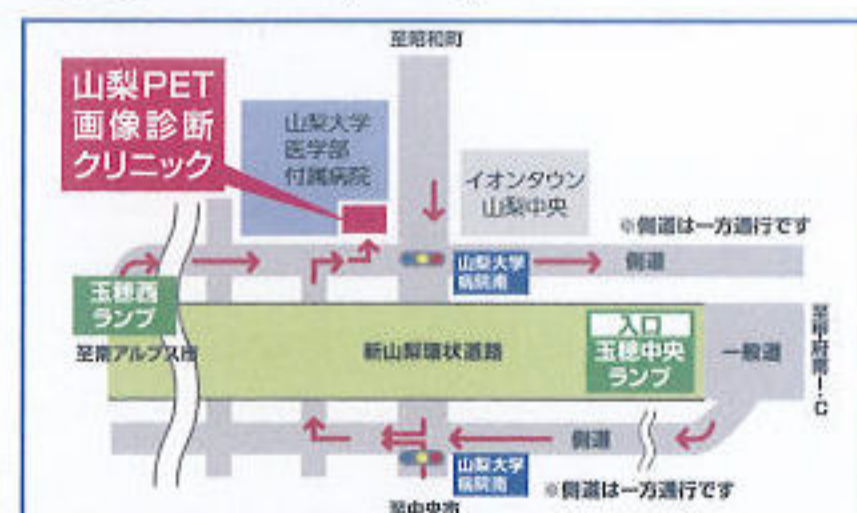 至昭和町
山梨PET
画像診断
クリニック
山梨大学
医学部
付属病院
イオンタウン
山梨中央
※側道は一方通行です
山梨大学
病院南
側道
玉穂西
ランプ
至南アルプス市
新山梨環状道路
入口
玉穂中央
ランプ
一般道
至甲府南I・C
側道
山梨大学
病院南
※側道は一方通行です
至中央市